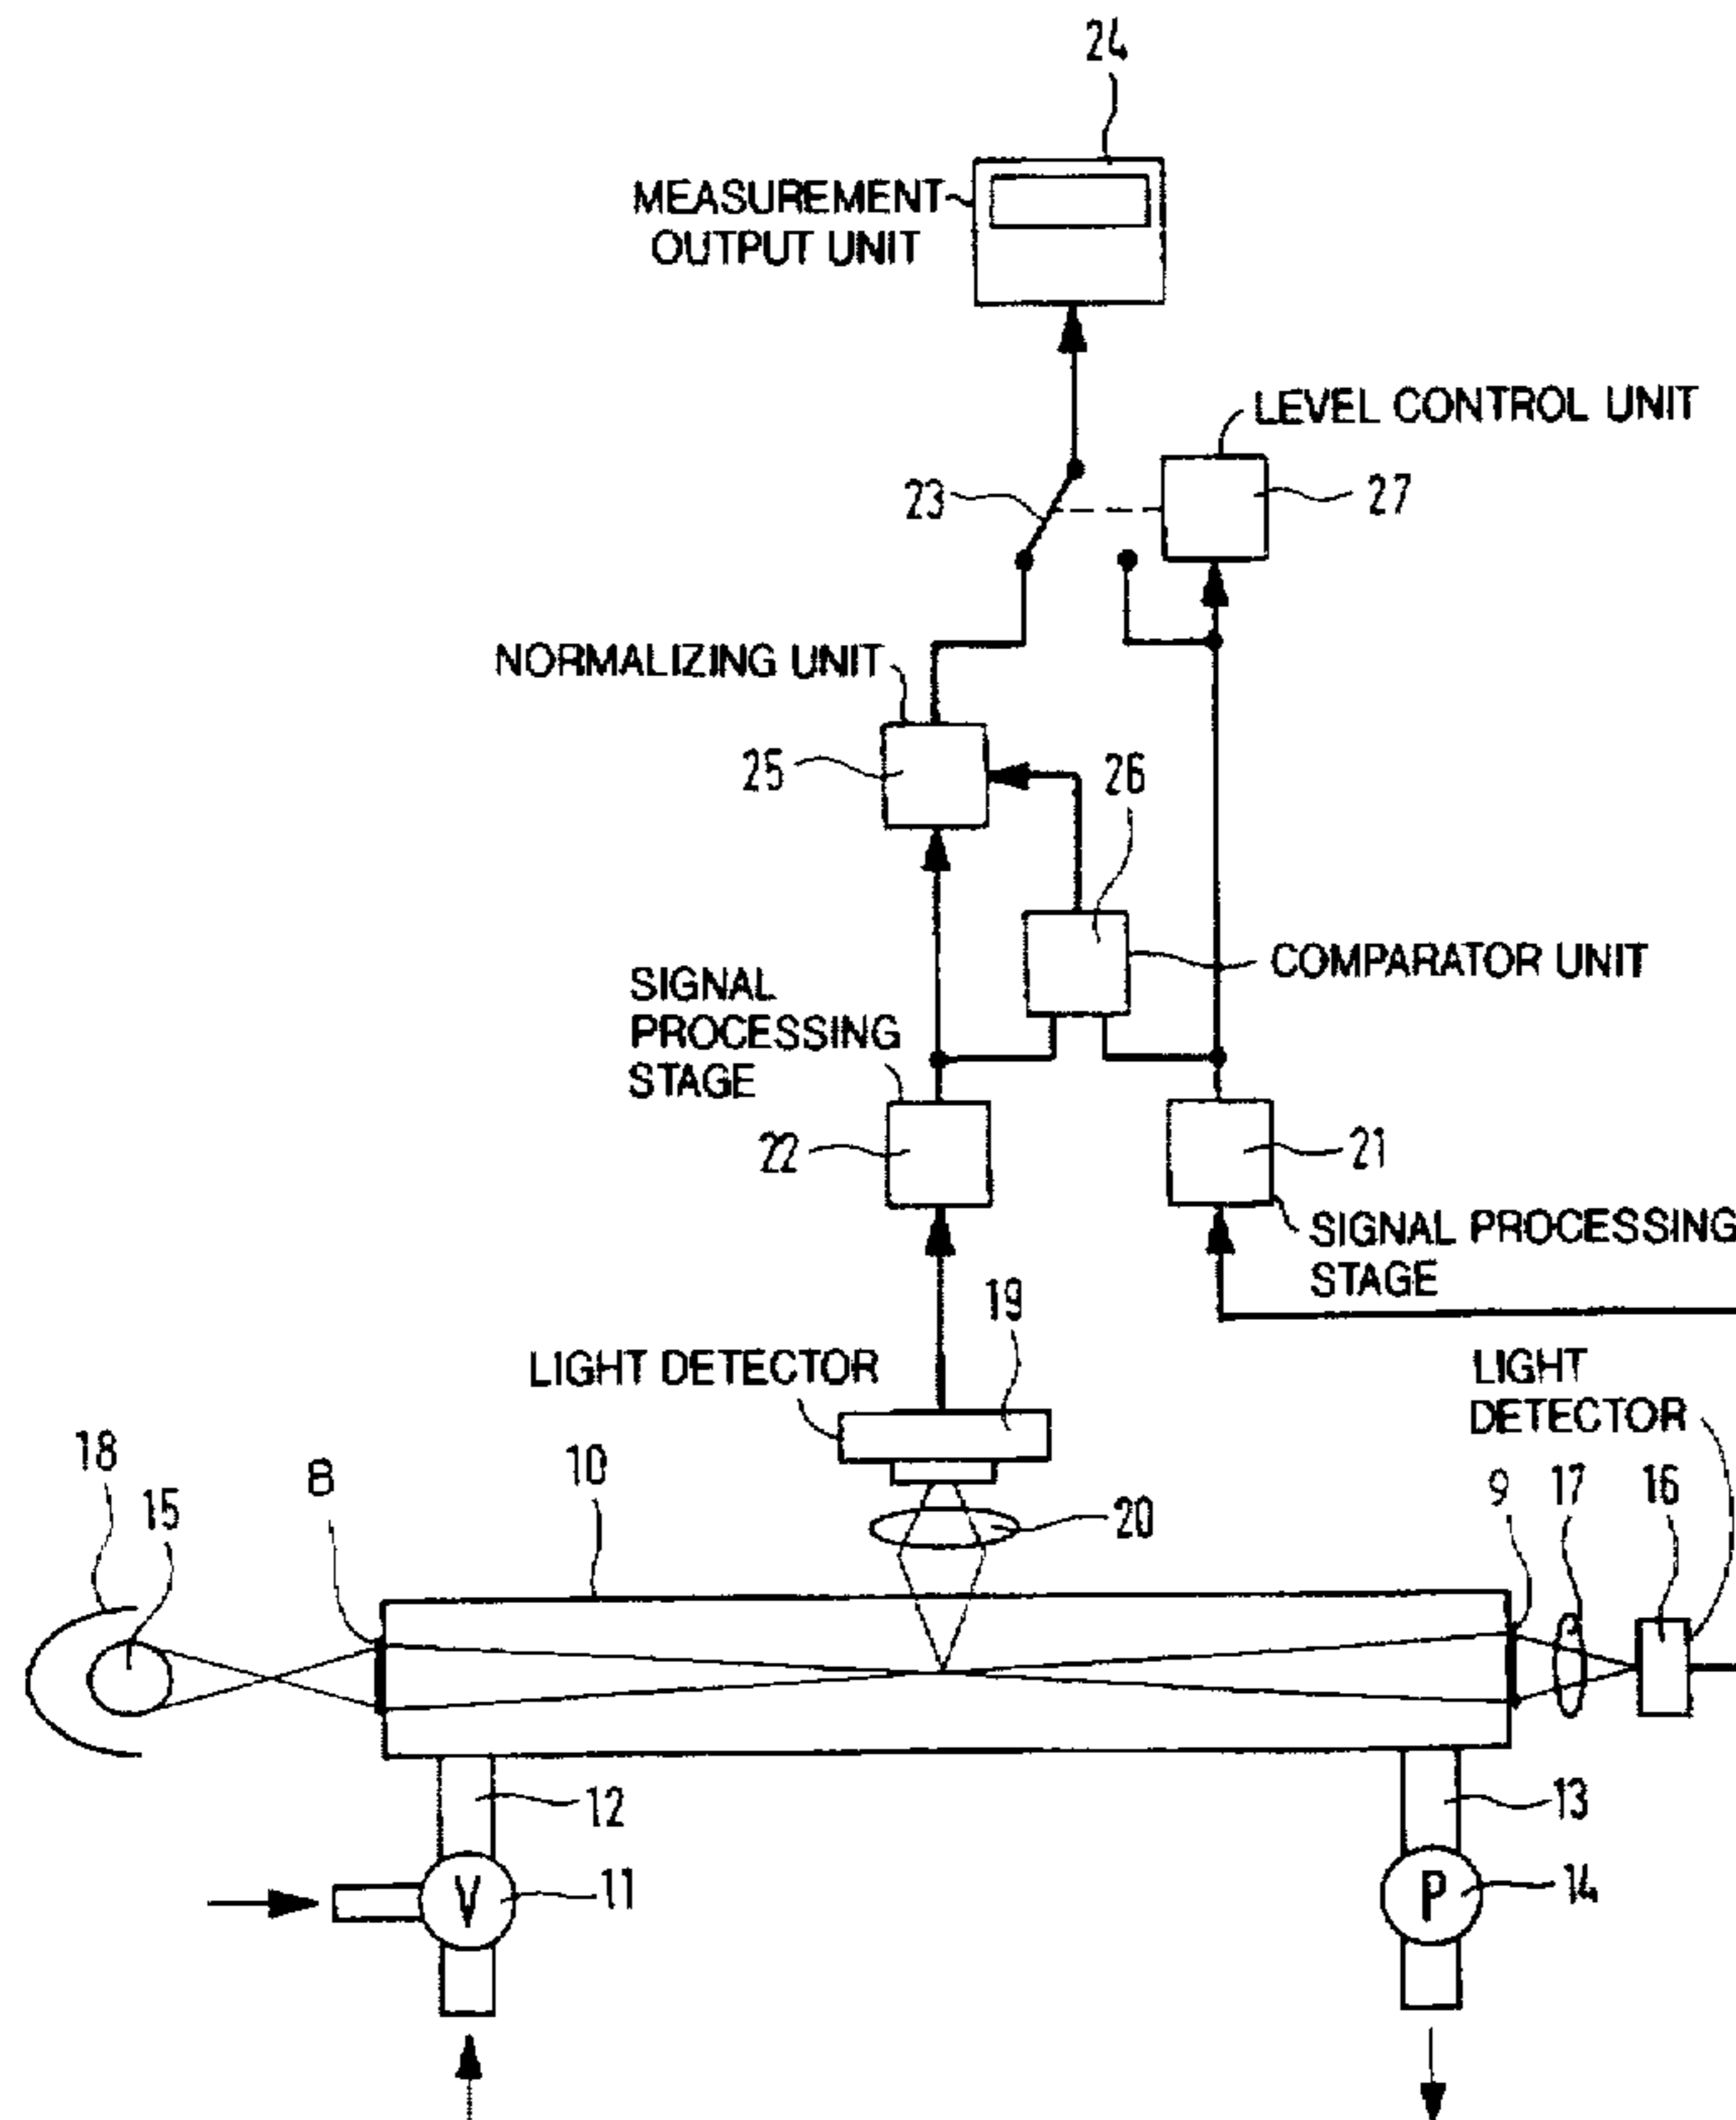 24
MEASUREMENT
OUTPUT UNIT
LEVEL CONTROL UNIT
23
27
NORMALIZING UNIT
25
26
COMPARATOR UNIT
SIGNAL
PROCESSING
STAGE
22
21
SIGNAL PROCESSING
STAGE
19
LIGHT DETECTOR
LIGHT
DETECTOR
18
15
8
10
20
9
17
16
12
13
V
11
P
14